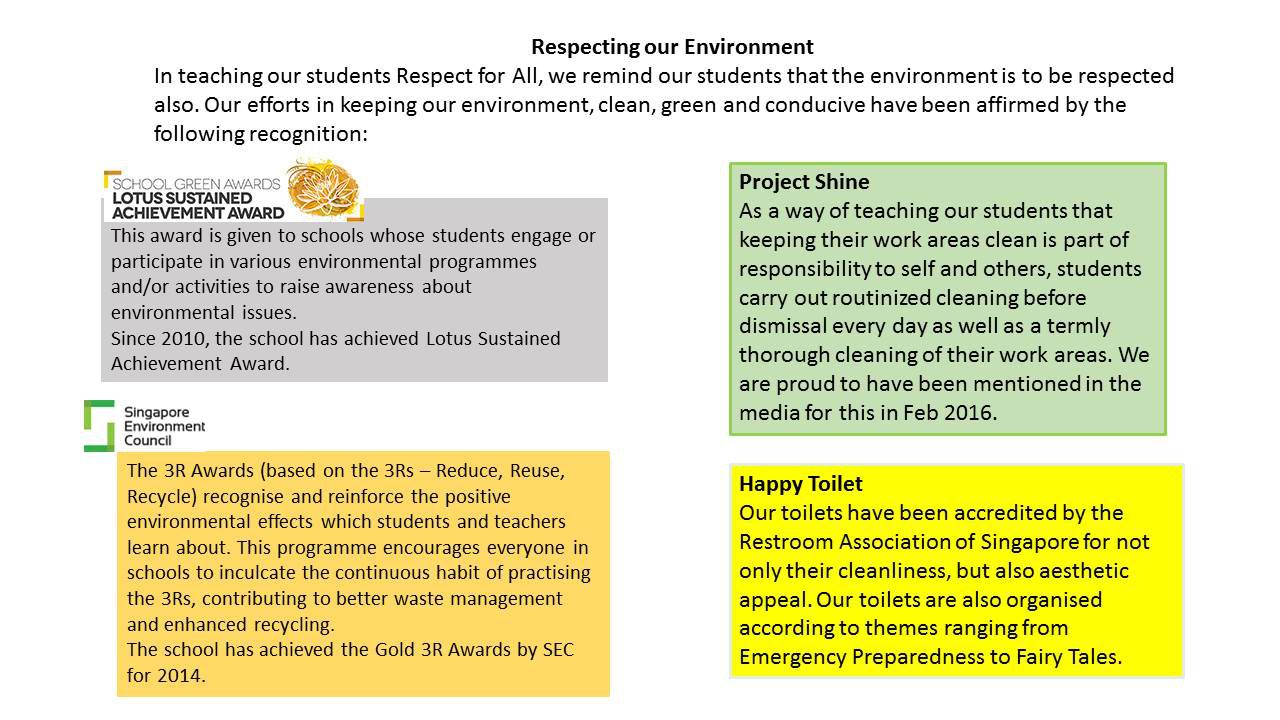 Respecting our Environment
In teaching our students Respect for All, we remind our students that the environment is to be respected
also. Our efforts in keeping our environment, clean, green and conducive have been affirmed by the
following recognition:
SCHOOL GREEN AWARDS
LOTUS SUSTAINED
ACHIEVEMENT AWARD
This award is given to schools whose students engage or
participate in various environmental programmes
and/or activities to raise awareness about
environmental issues.
Since 2010, the school has achieved Lotus Sustained
Achievement Award.
Singapore
Environment
Council
The 3R Awards (based on the 3Rs – Reduce, Reuse,
Recycle) recognise and reinforce the positive
environmental effects which students and teachers
learn about. This programme encourages everyone in
schools to inculcate the continuous habit of practising
the 3Rs, contributing to better waste management
and enhanced recycling.
The school has achieved the Gold 3R Awards by SEC
for 2014.
Project Shine
As a way of teaching our students that
keeping their work areas clean is part of
responsibility to self and others, students
carry out routinized cleaning before
dismissal every day as well as a termly
thorough cleaning of their work areas. We
are proud to have been mentioned in the
media for this in Feb 2016.
Happy Toilet
Our toilets have been accredited by the
Restroom Association of Singapore for not
only their cleanliness, but also aesthetic
appeal. Our toilets are also organised
according to themes ranging from
Emergency Preparedness to Fairy Tales.